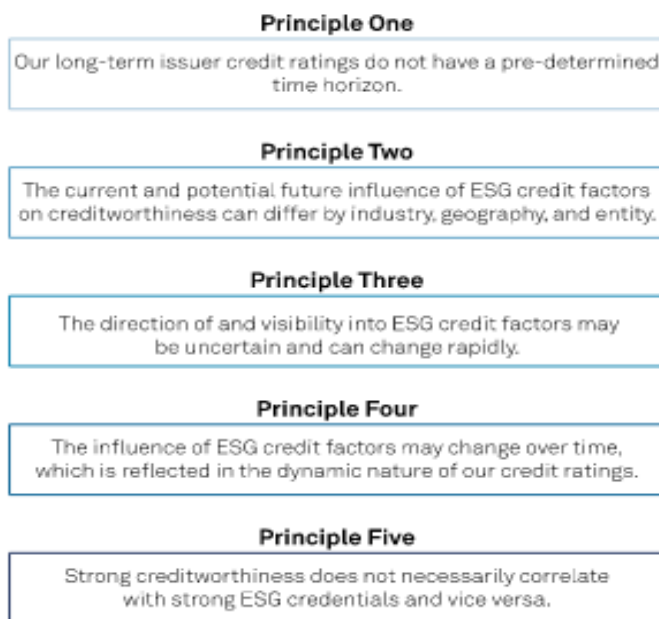 Principle One
Our long-term issuer credit ratings do not have a pre-determined
time horizon.
Principle Two
The current and potential future influence of ESG credit factors
on creditworthiness can differ by industry, geography, and entity.
Principle Three
The direction of and visibility into ESG credit factors may
be uncertain and can change rapidly.
Principle Four
The influence of ESG credit factors may change over time,
which is reflected in the dynamic nature of our credit ratings.
Principle Five
Strong creditworthiness does not necessarily correlate
with strong ESG credentials and vice versa.